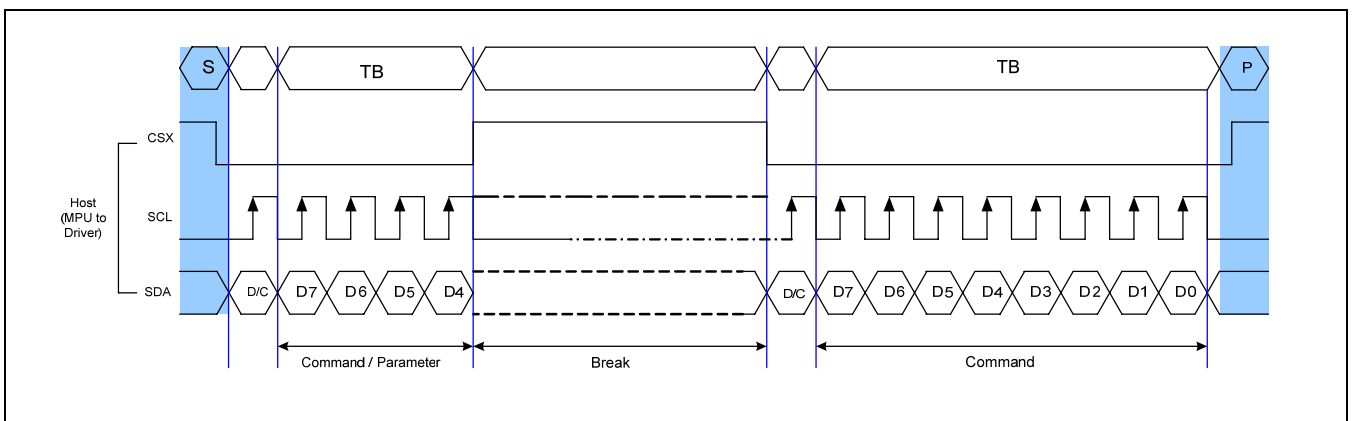 S TB TB P
CSX
Host
(MPU to
Driver)
SCL
SDA D/C D7 D6 D5 D4 D/C D7 D6 D5 D4 D3 D2 D1 D0
Command / Parameter Break Command